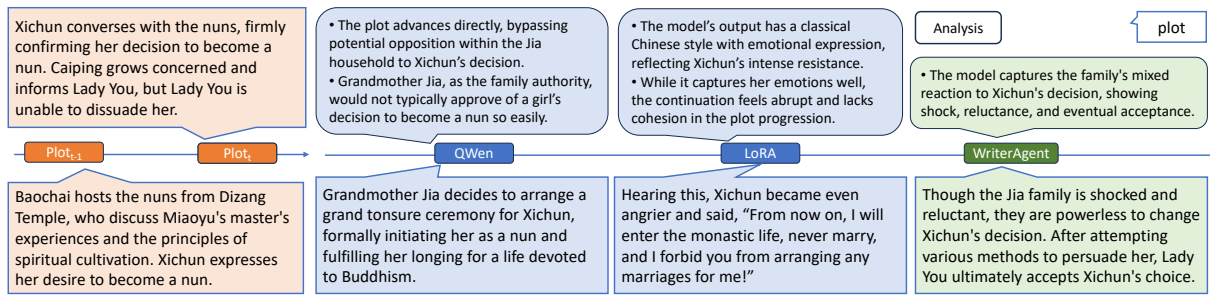 Xichun converses with the nuns, firmly
confirming her decision to become a
nun. Caiping grows concerned and
informs Lady You, but Lady You is
unable to dissuade her.
• The plot advances directly, bypassing
potential opposition within the Jia
household to Xichun's decision.
• Grandmother Jia, as the family authority,
would not typically approve of a girl's
decision to become a nun so easily.
• The model's output has a classical
Chinese style with emotional expression,
reflecting Xichun's intense resistance.
• While it captures her emotions well,
the continuation feels abrupt and lacks
cohesion in the plot progression.
Analysis
plot
• The model captures the family's mixed
reaction to Xichun's decision, showing
shock, reluctance, and eventual acceptance.
Plot t-1
Plot t
QWen
LoRA
WriterAgent
Baochai hosts the nuns from Dizang
Temple, who discuss Miaoyu's master's
experiences and the principles of
spiritual cultivation. Xichun expresses
her desire to become a nun.
Grandmother Jia decides to arrange a
grand tonsure ceremony for Xichun,
formally initiating her as a nun and
fulfilling her longing for a life devoted
to Buddhism.
Hearing this, Xichun became even
angrier and said, "From now on, I will
enter the monastic life, never marry,
and I forbid you from arranging any
marriages for me!"
Though the Jia family is shocked and
reluctant, they are powerless to change
Xichun's decision. After attempting
various methods to persuade her, Lady
You ultimately accepts Xichun's choice.